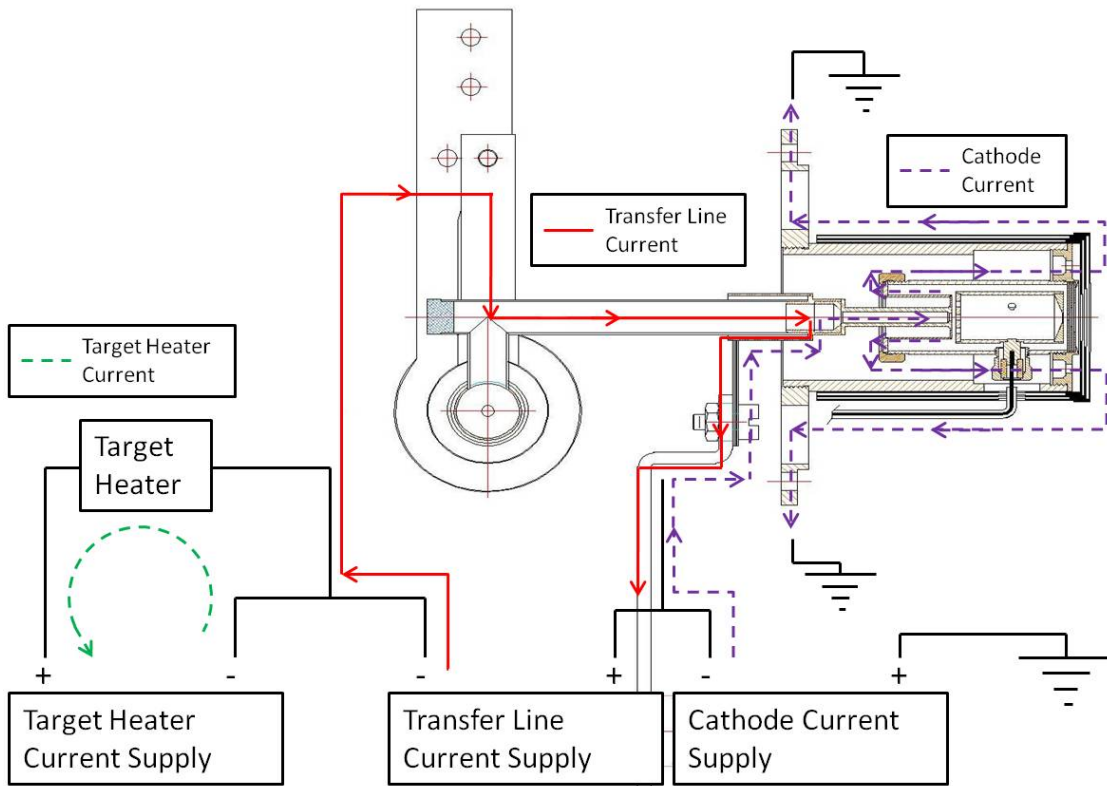 Cathode
Current
Transfer Line
Current
Target Heater
Current
Target
Heater
+
-
-
+
-
+
Target Heater
Current Supply
Transfer Line
Current Supply
Cathode Current
Supply